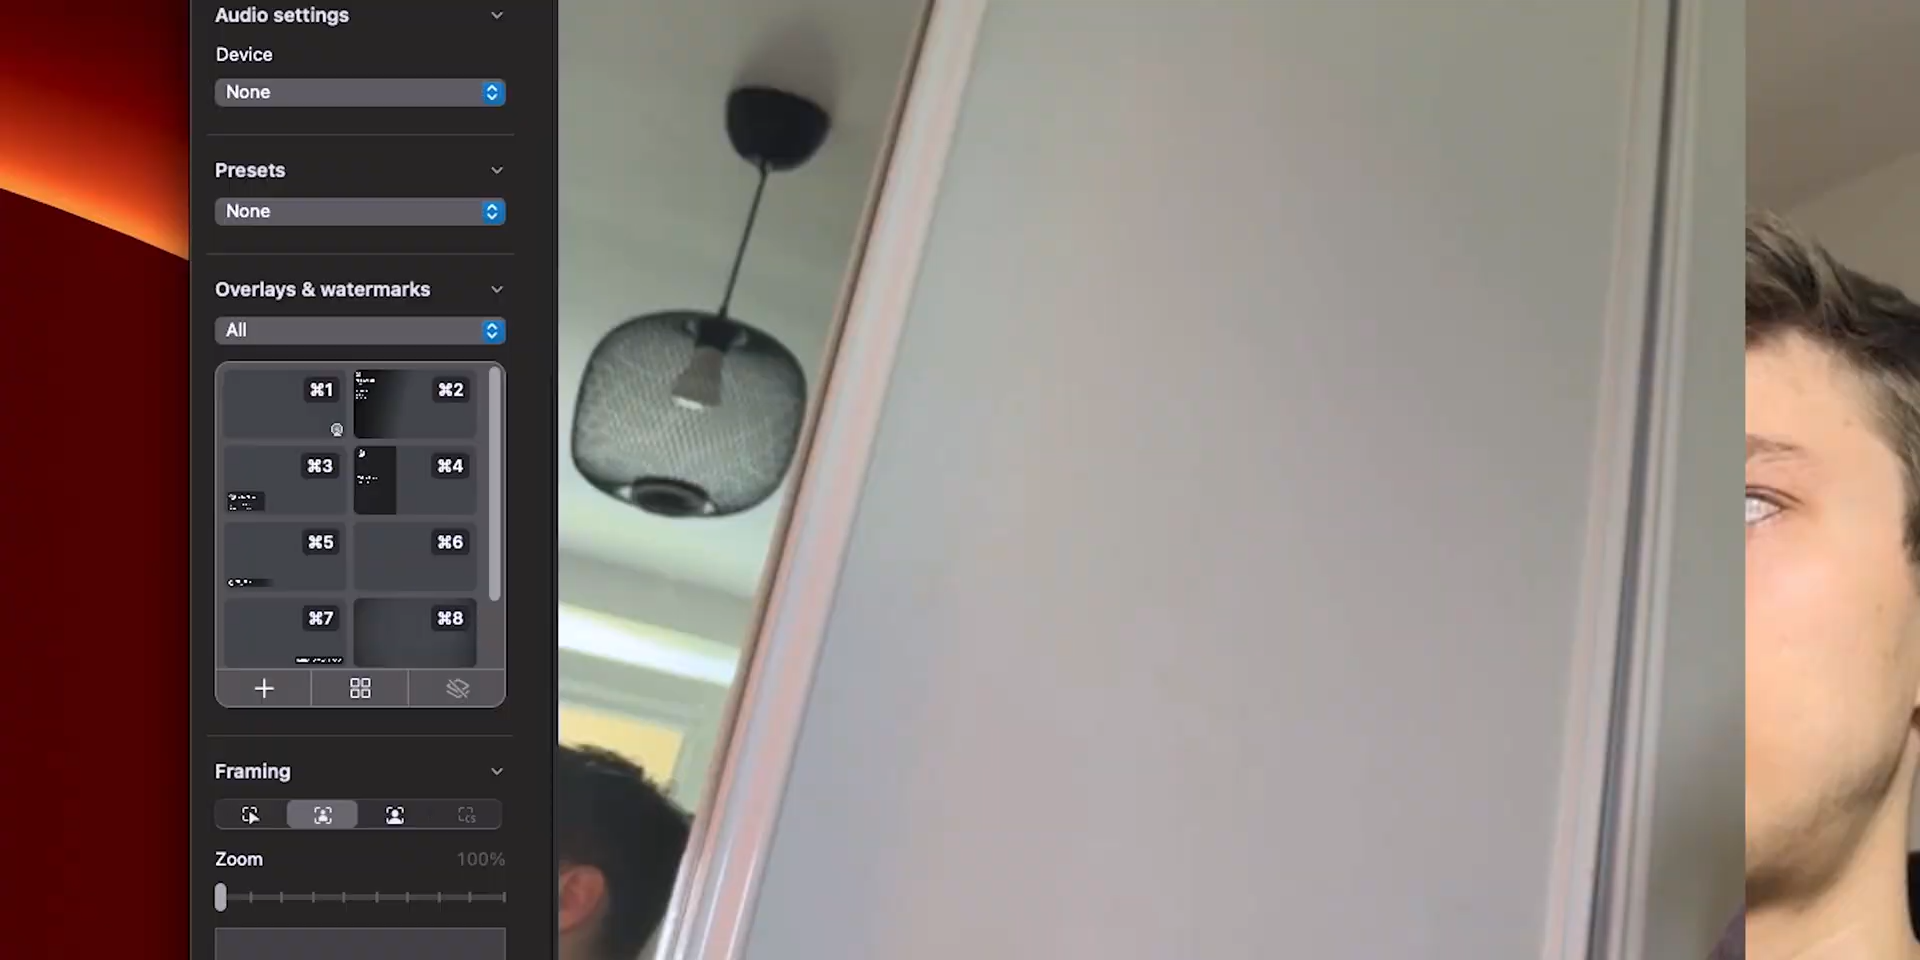 Audio settings
Device
None
Presets
None
Overlays & watermarks
All
⌘1
⌘2
⌘3
⌘4
⌘5
⌘6
⌘7
⌘8
Framing
Zoom
100%